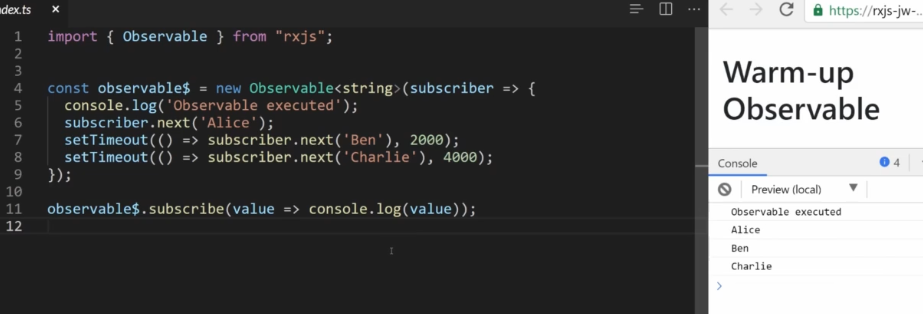 ndex.ts ×
1 import { Observable } from "rxjs";
2
3
4 const observable$ = new Observable<string>(subscriber => {
5   console.log('Observable executed');
6   subscriber.next('Alice');
7   setTimeout(() => subscriber.next('Ben'), 2000);
8   setTimeout(() => subscriber.next('Charlie'), 4000);
9 });
10
11 observable$.subscribe(value => console.log(value));
12
https://rxjs-jw-...
Warm-up
Observable
Console 4
Preview (local)
Observable executed
Alice
Ben
Charlie